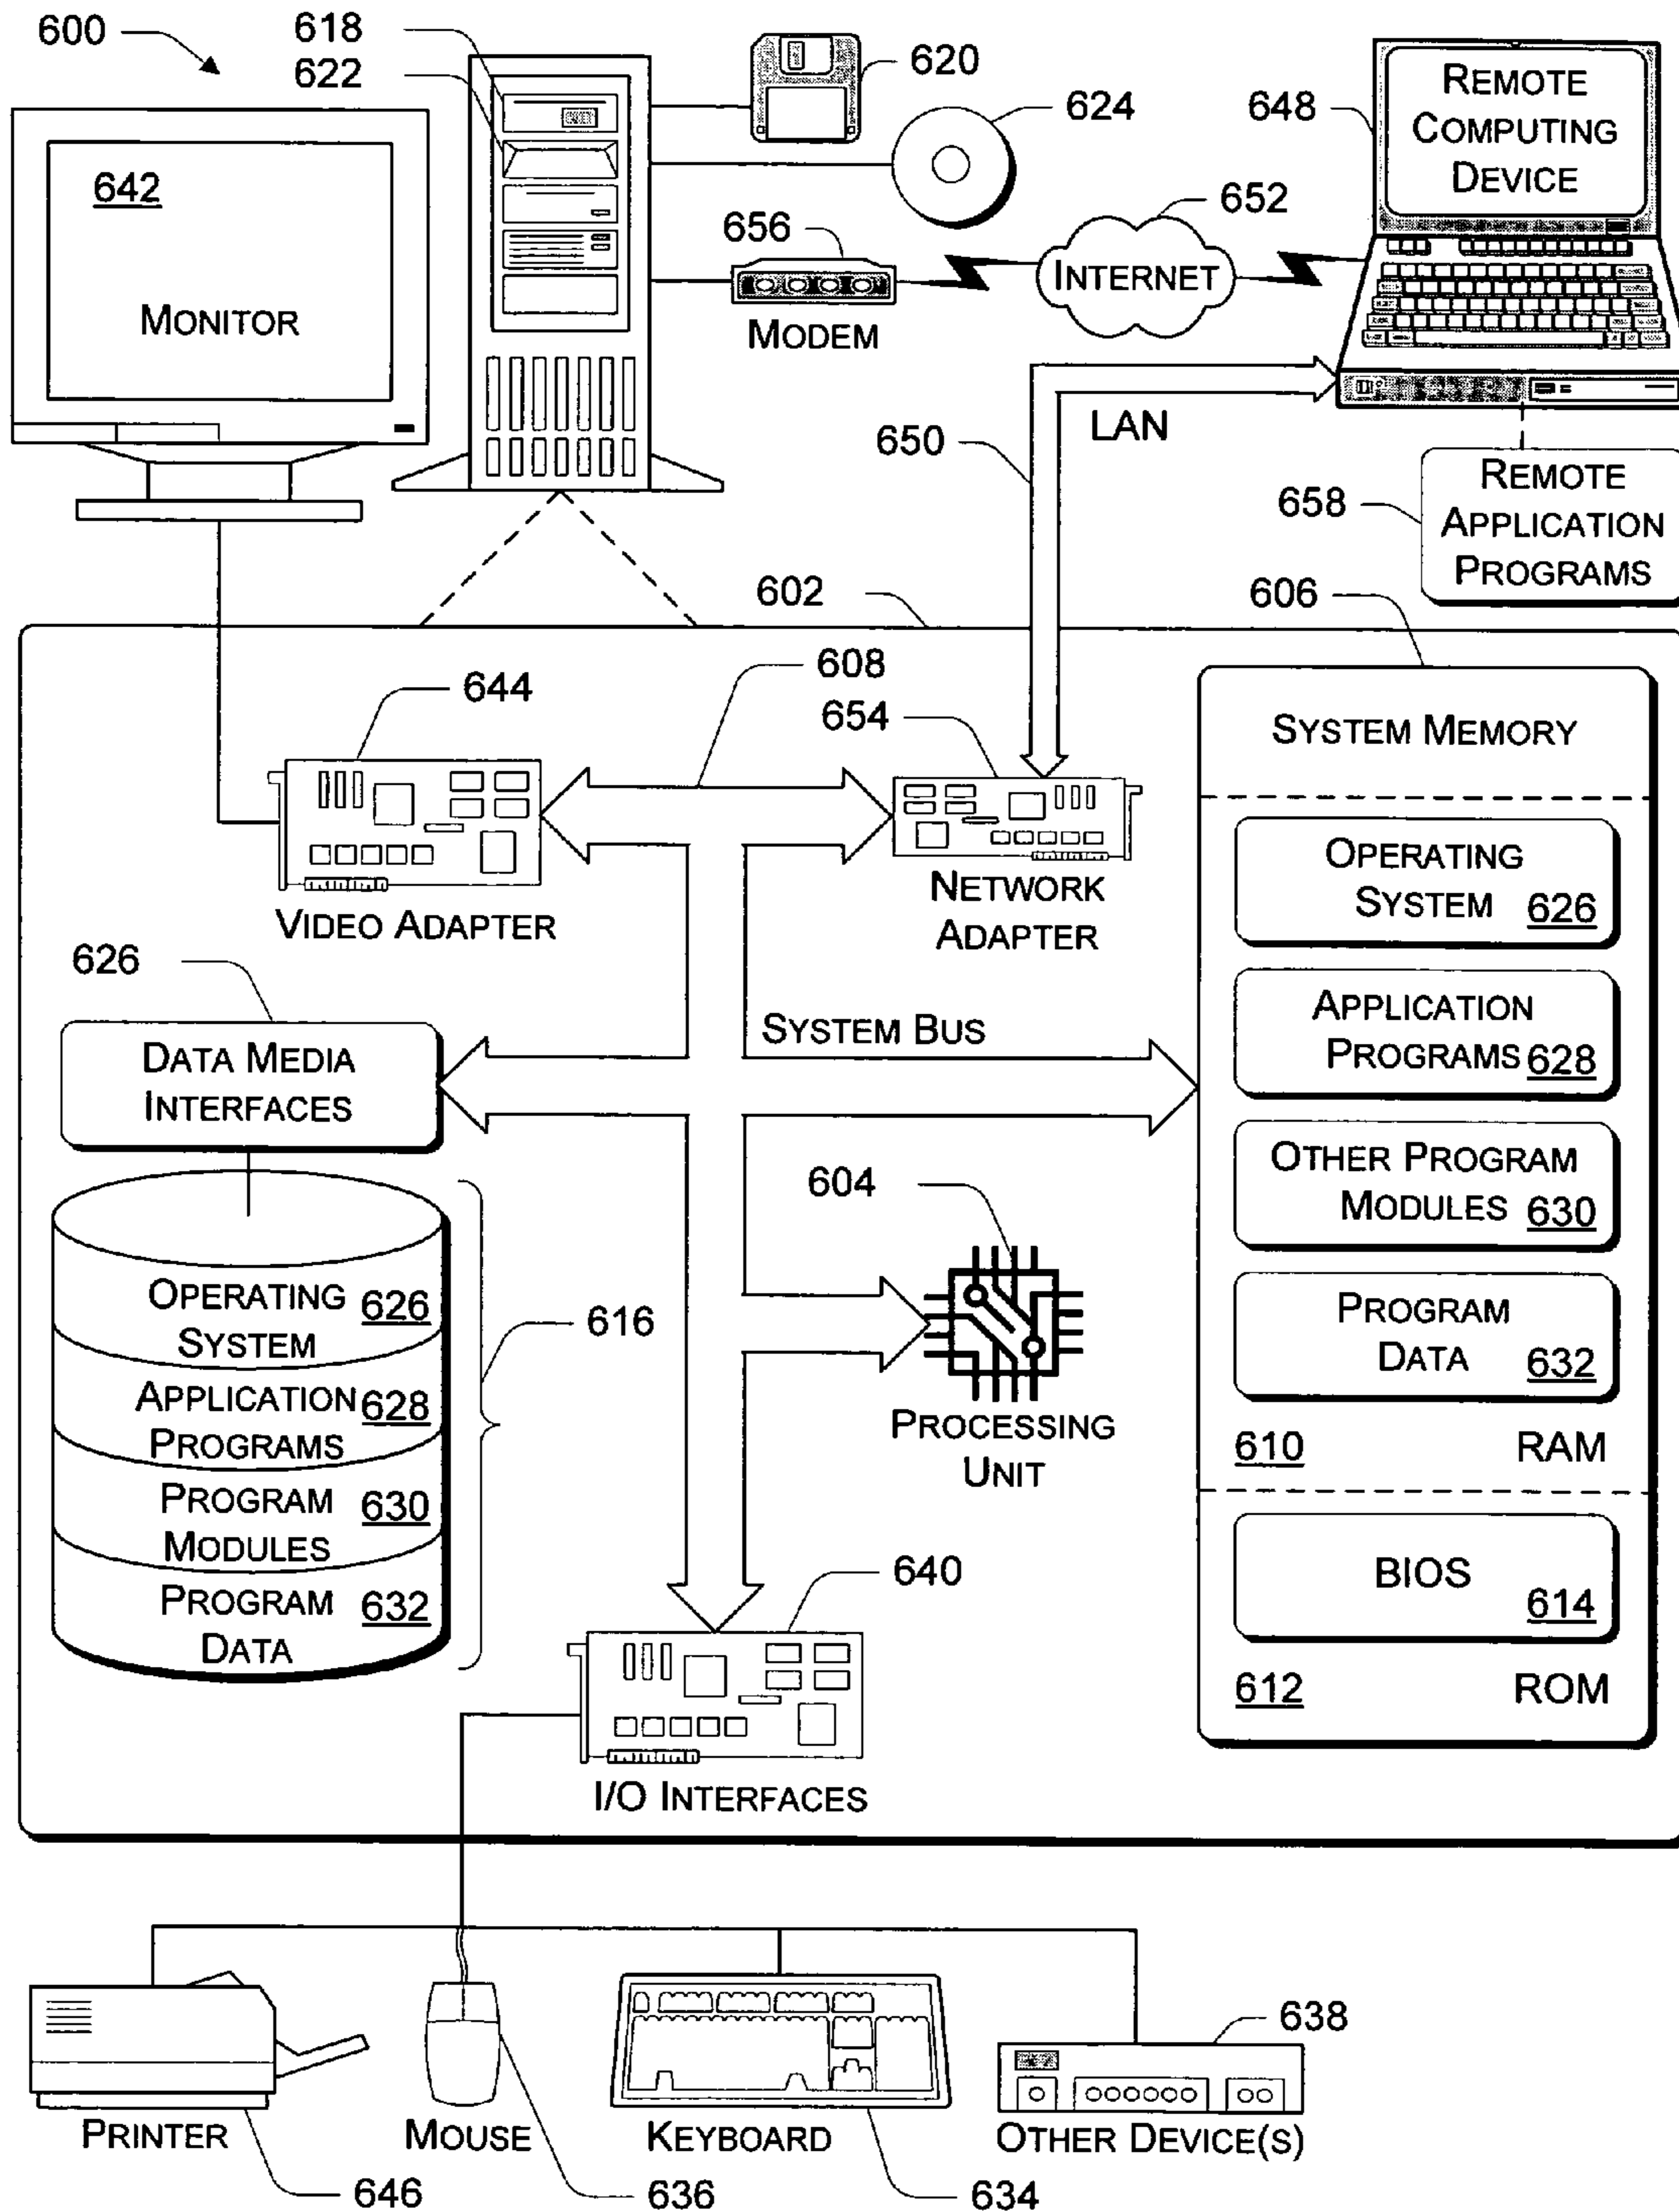 600
618
622
620
624
648
REMOTE
COMPUTING
DEVICE
642
MONITOR
656
MODEM
652
INTERNET
650
LAN
658
REMOTE
APPLICATION
PROGRAMS
602
606
608
644
654
VIDEO ADAPTER
NETWORK
ADAPTER
SYSTEM MEMORY
OPERATING
SYSTEM 626
APPLICATION
PROGRAMS 628
OTHER PROGRAM
MODULES 630
PROGRAM
DATA 632
610 RAM
BIOS
614
612 ROM
626
DATA MEDIA
INTERFACES
SYSTEM BUS
604
PROCESSING
UNIT
OPERATING 626
SYSTEM
APPLICATION 628
PROGRAMS
PROGRAM 630
MODULES
PROGRAM 632
DATA
616
640
I/O INTERFACES
PRINTER
646
MOUSE
636
KEYBOARD
634
638
OTHER DEVICE(S)